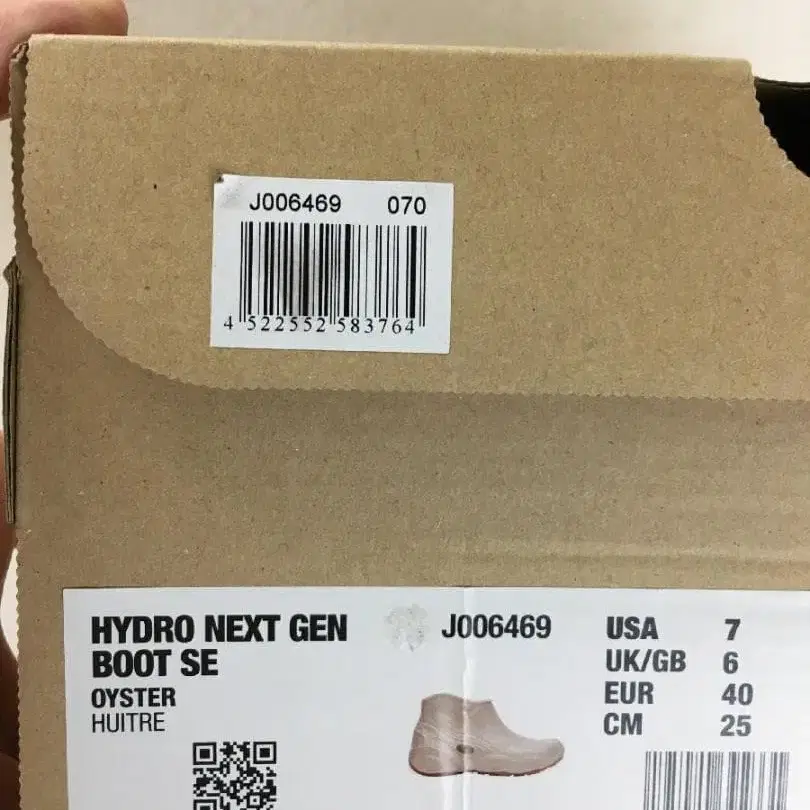 J006469 070
4 522552 583764
HYDRO NEXT GEN
BOOT SE
OYSTER
HUITRE
J006469
USA 7
UK/GB 6
EUR 40
CM 25